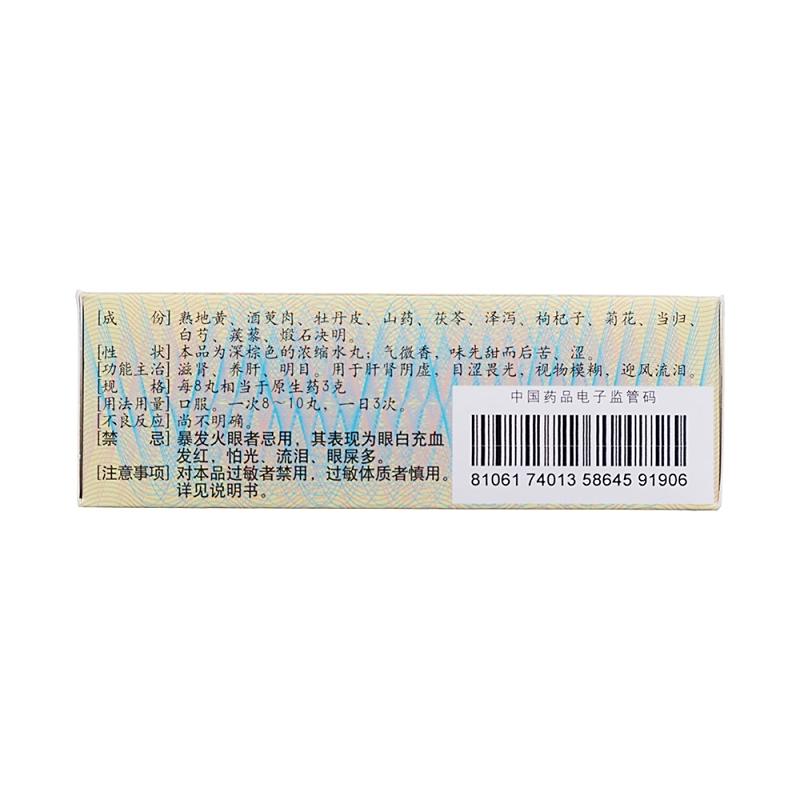 [成　　份] 熟地黄、酒萸肉、牡丹皮、山药、茯苓、泽泻、枸杞子、菊花、当归、
白芍、蒺藜、煅石决明。
[性　　状] 本品为深棕色的浓缩水丸；气微香，味先甜而后苦、涩。
[功能主治] 滋肾、养肝、明目。用于肝肾阴虚，目涩畏光，视物模糊，迎风流泪。
[规　　格] 每8丸相当于原生药3克
[用法用量] 口服。一次8～10丸，一日3次。
[不良反应] 尚不明确。
[禁　　忌] 暴发火眼者忌用，其表现为眼白充血
发红，怕光、流泪、眼屎多。
[注意事项] 对本品过敏者禁用，过敏体质者慎用。
详见说明书。
中国药品电子监管码
81061 74013 58645 91906